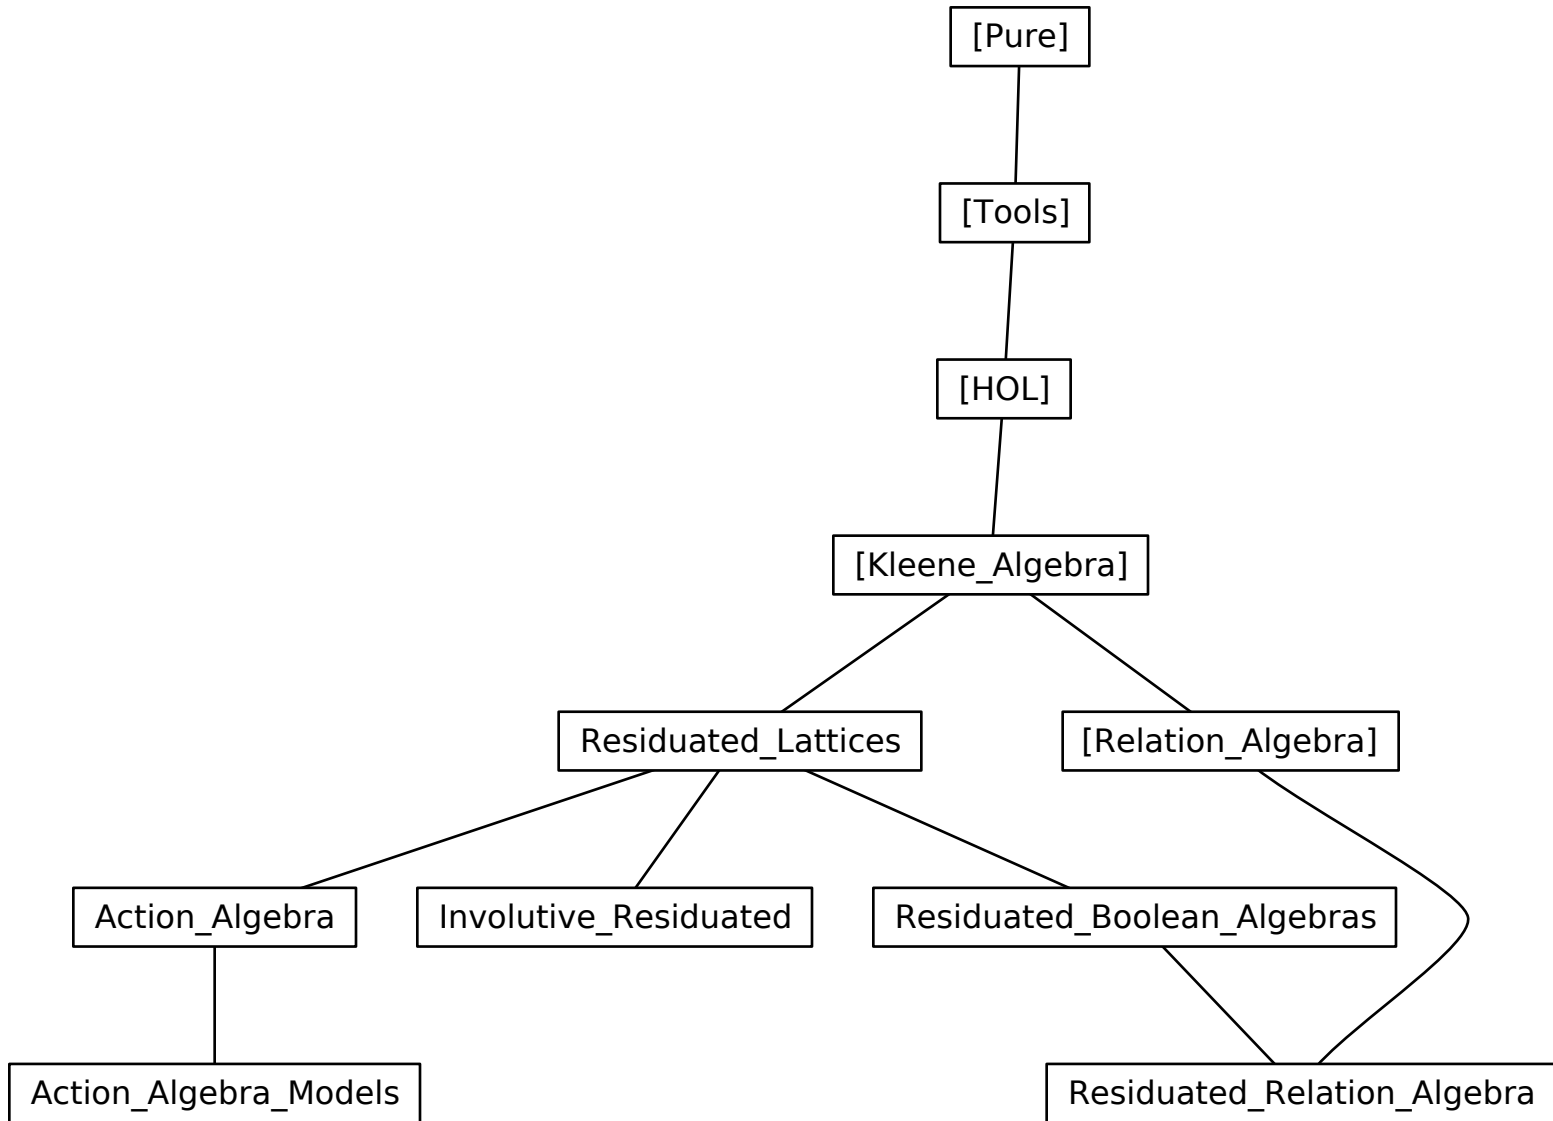 [Pure]
[Tools]
[HOL]
[Kleene_Algebra]
Residuated_Lattices
[Relation_Algebra]
Action_Algebra
Involutive_Residuated
Residuated_Boolean_Algebras
Action_Algebra_Models
Residuated_Relation_Algebra